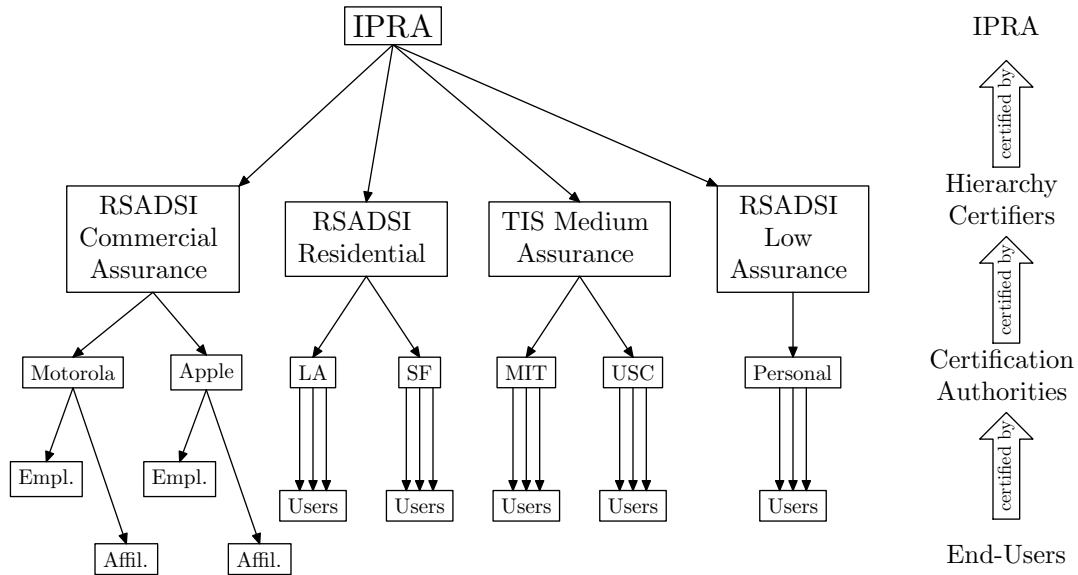 IPRA
IPRA
certified by
RSADSI
Commercial
Assurance
RSADSI
Residential
TIS Medium
Assurance
RSADSI
Low
Assurance
Hierarchy
Certifiers
certified by
Motorola
Apple
LA
SF
MIT
USC
Personal
Certification
Authorities
certified by
Empl.
Empl.
Users
Users
Users
Users
Users
Affil.
Affil.
End-Users